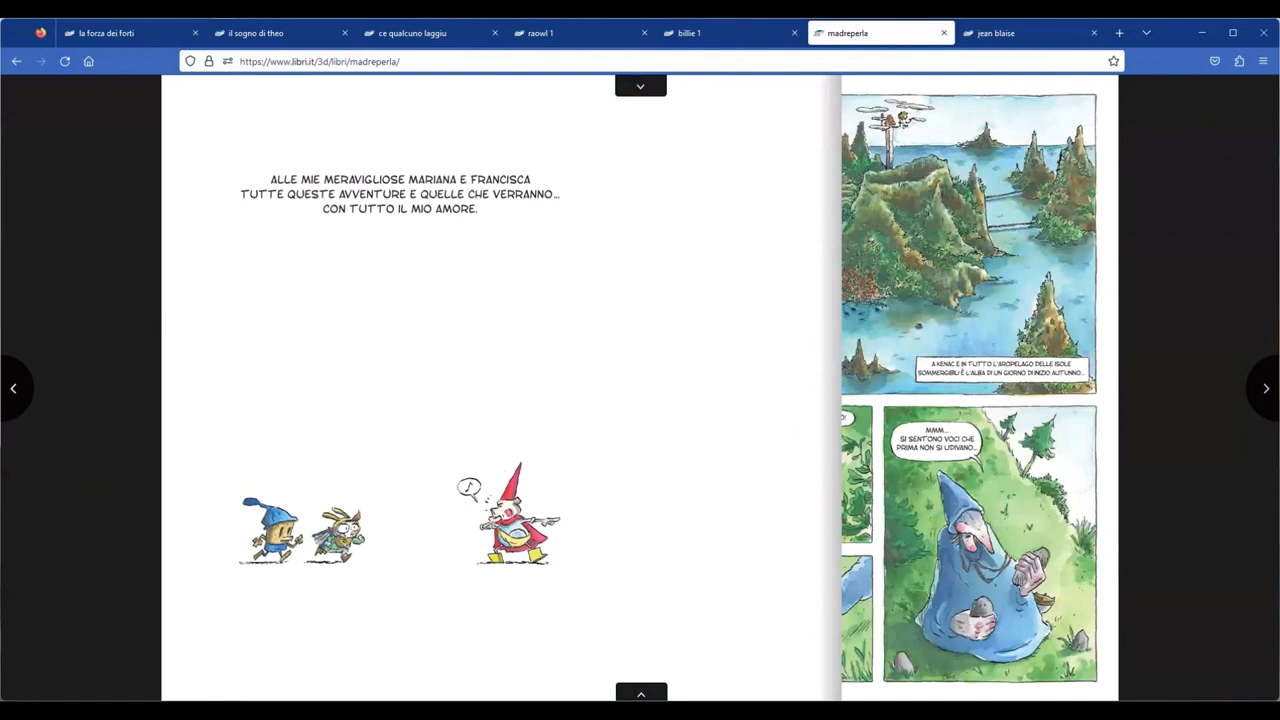 la forza dei forti
il sogno di theo
ce qualcuno laggiu
raowl 1
billie 1
madreperla
jean blaise
https://www.libri.it/3d/libri/madreperla/
ALLE MIE MERAVIGLIOSE MARIANA E FRANCISCA
TUTTE QUESTE AVVENTURE E QUELLE CHE VERRANNO...
CON TUTTO IL MIO AMORE.
A KENAC E IN TUTTO L'ARCIPELAGO DELLE ISOLE
SOMMERGIBILI È L'ALBA DI UN GIORNO DI INIZIO AUTUNNO...
MMM...
SI SENTONO VOCI CHE
PRIMA NON SI UDIVANO...